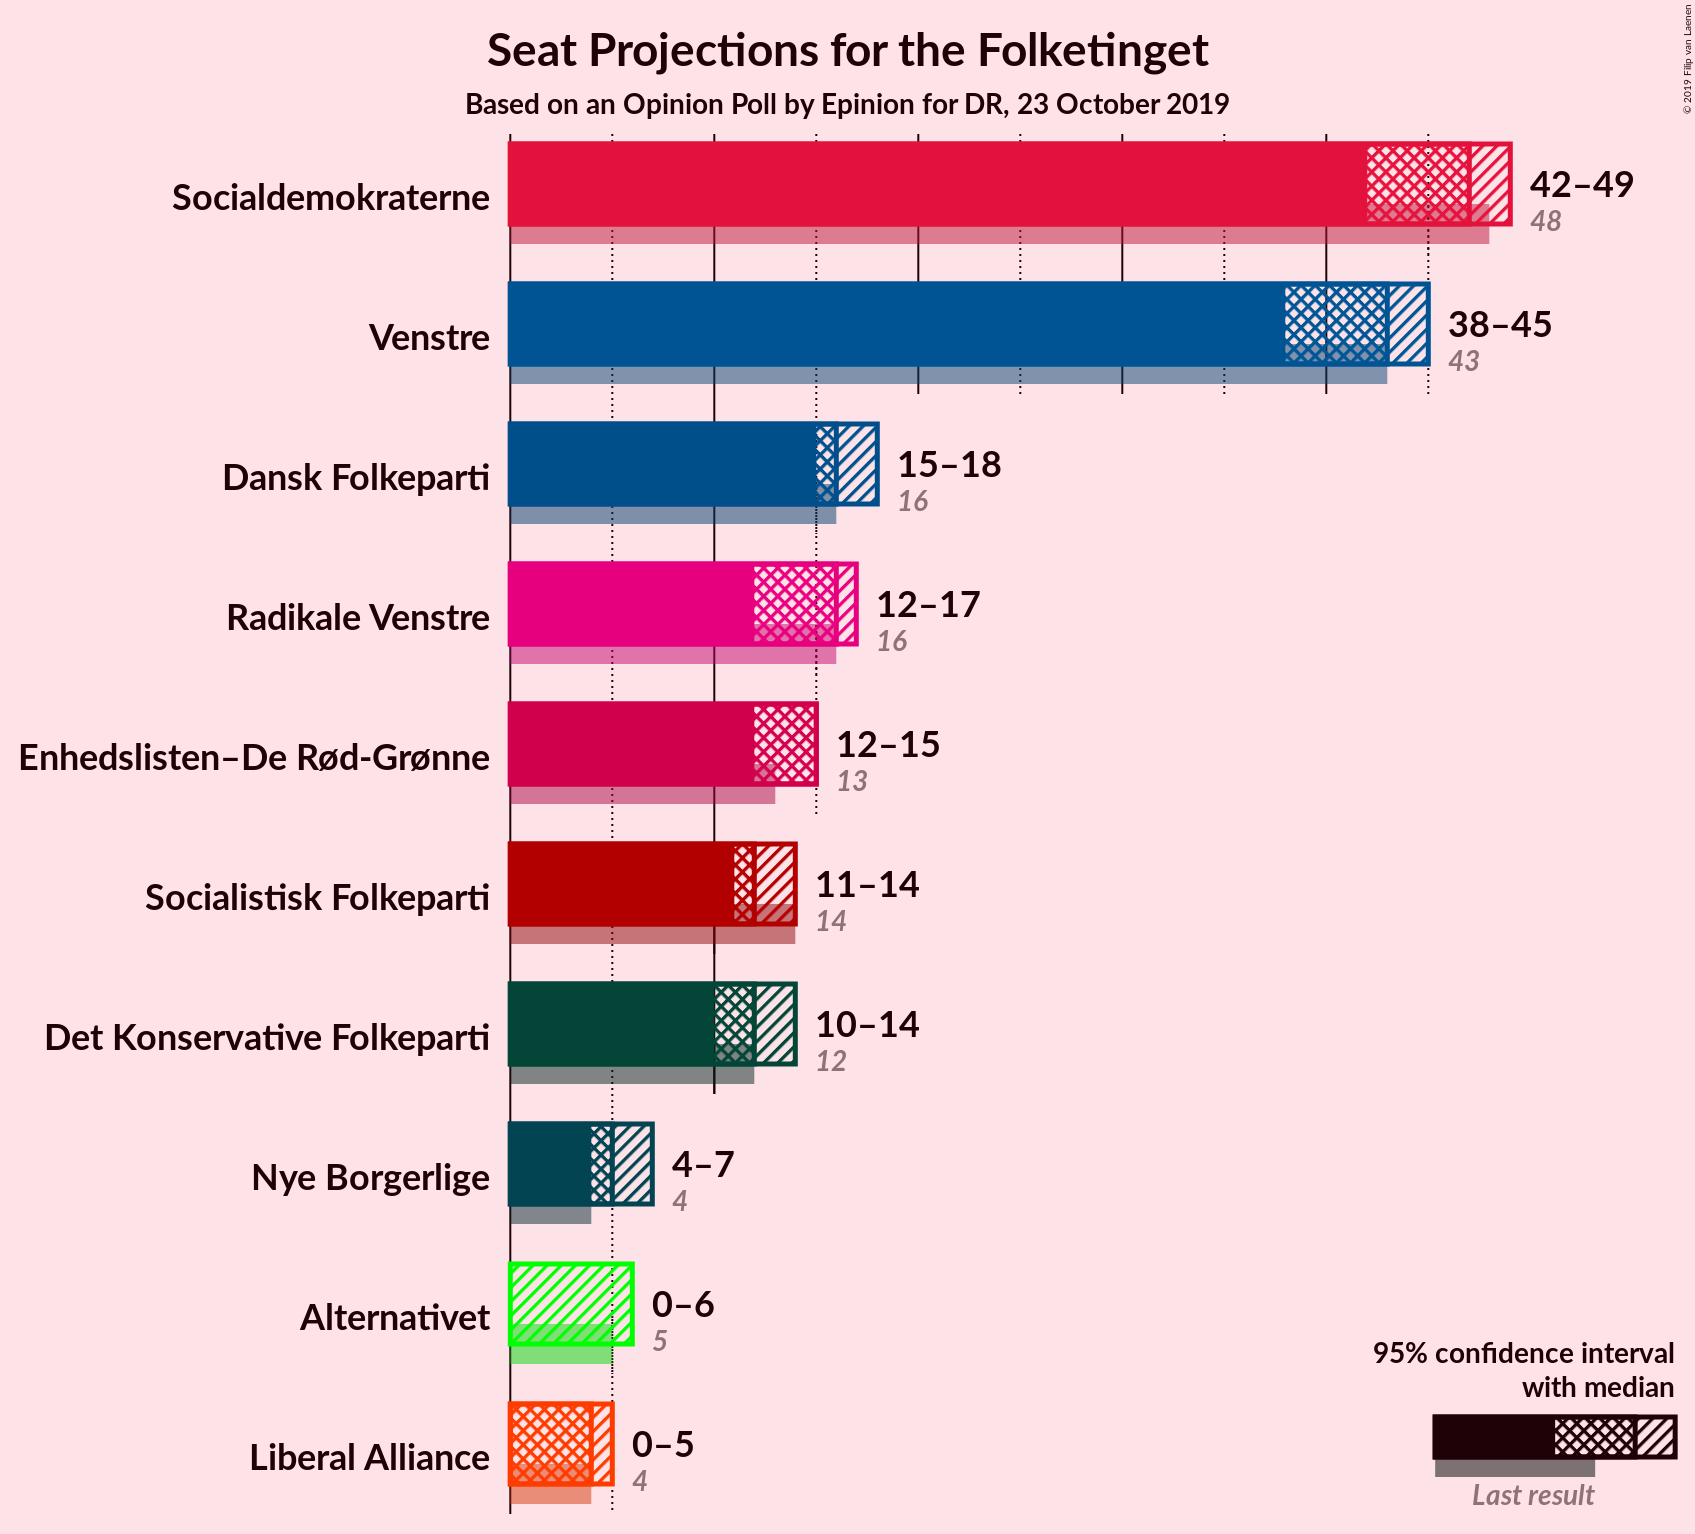 Seat Projections for the Folketinget
Based on an Opinion Poll by Epinion for DR, 23 October 2019
© 2019 Filip van Laenen
Socialdemokraterne
42–49
48
Venstre
38–45
43
Dansk Folkeparti
15–18
16
Radikale Venstre
12–17
16
Enhedslisten–De Rød-Grønne
12–15
13
Socialistisk Folkeparti
11–14
14
Det Konservative Folkeparti
10–14
12
Nye Borgerlige
4–7
4
Alternativet
0–6
5
Liberal Alliance
0–5
4
95% confidence interval
with median
Last result